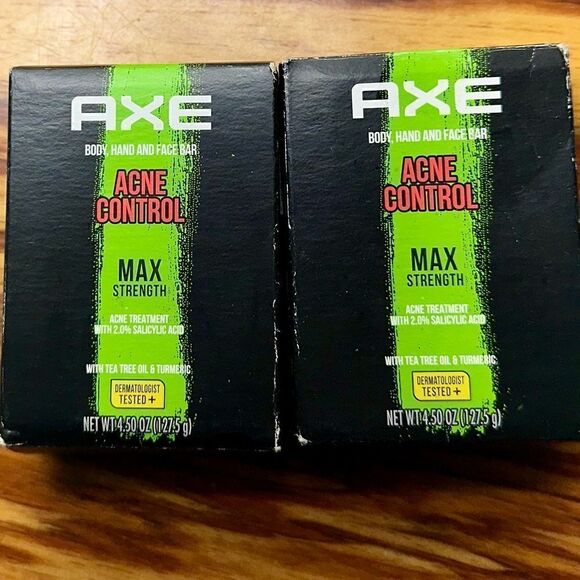 AXE
BODY, HAND AND FACE BAR
ACNE
CONTROL
MAX
STRENGTH
ACNE TREATMENT
WITH 2.0% SALICYLIC ACID
WITH TEA TREE OIL & TURMERIC
DERMATOLOGIST
TESTED +
NET WT 4.50 OZ (127.5 g)
AXE
BODY, HAND AND FACE BAR
ACNE
CONTROL
MAX
STRENGTH
ACNE TREATMENT
WITH 2.0% SALICYLIC ACID
WITH TEA TREE OIL & TURMERIC
DERMATOLOGIST
TESTED +
NET WT 4.50 OZ (127.5 g)